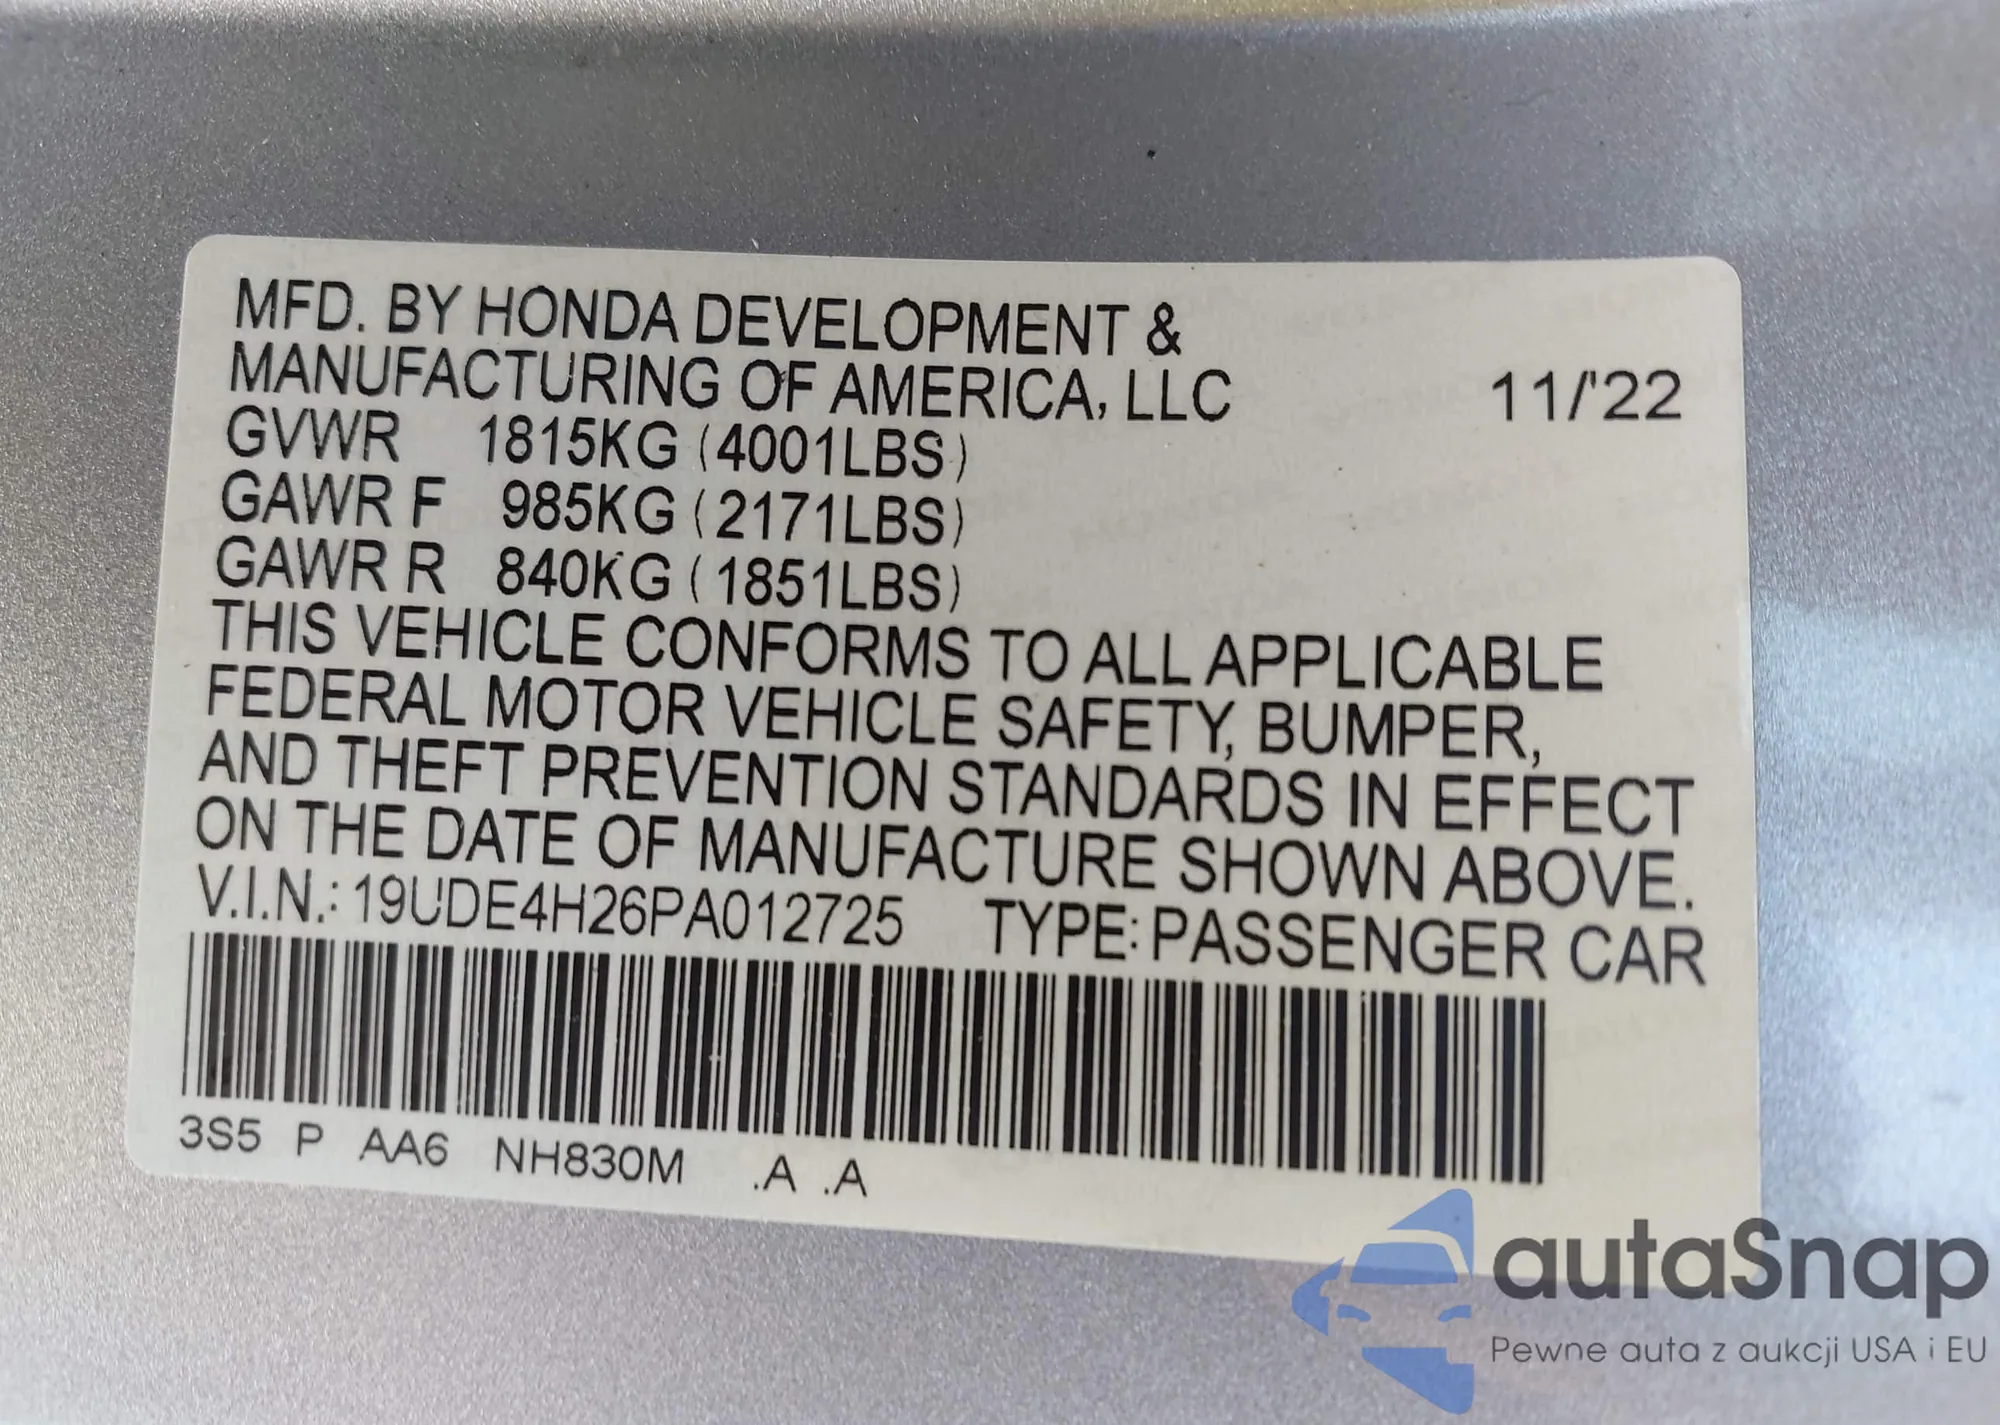 MFD. BY HONDA DEVELOPMENT &
MANUFACTURING OF AMERICA, LLC 11/'22
GVWR 1815KG (4001LBS)
GAWR F 985KG (2171LBS)
GAWR R 840KG (1851LBS)
THIS VEHICLE CONFORMS TO ALL APPLICABLE
FEDERAL MOTOR VEHICLE SAFETY, BUMPER,
AND THEFT PREVENTION STANDARDS IN EFFECT
ON THE DATE OF MANUFACTURE SHOWN ABOVE.
V.I.N.: 19UDE4H26PA012725 TYPE: PASSENGER CAR
3S5 P AA6 NH830M .A .A
autaSnap
Pewne auta z aukcji USA i EU